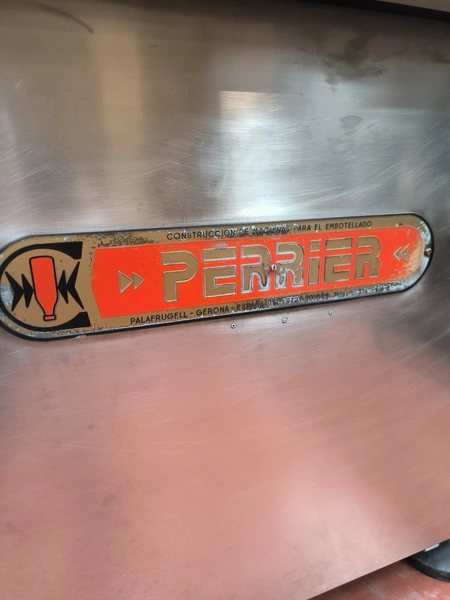 CONSTRUCCION DE MAQUINAS PARA EL EMBOTELLADO
PERRIER
PALAFRUGELL - GERONA - ESPAÑA